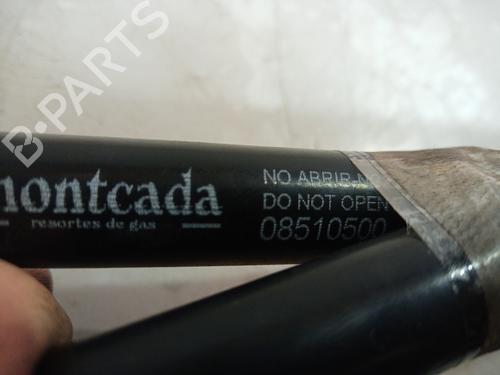 B-PARTS
montcada
resortes de gas
NO ABRIR
DO NOT OPEN
08510500